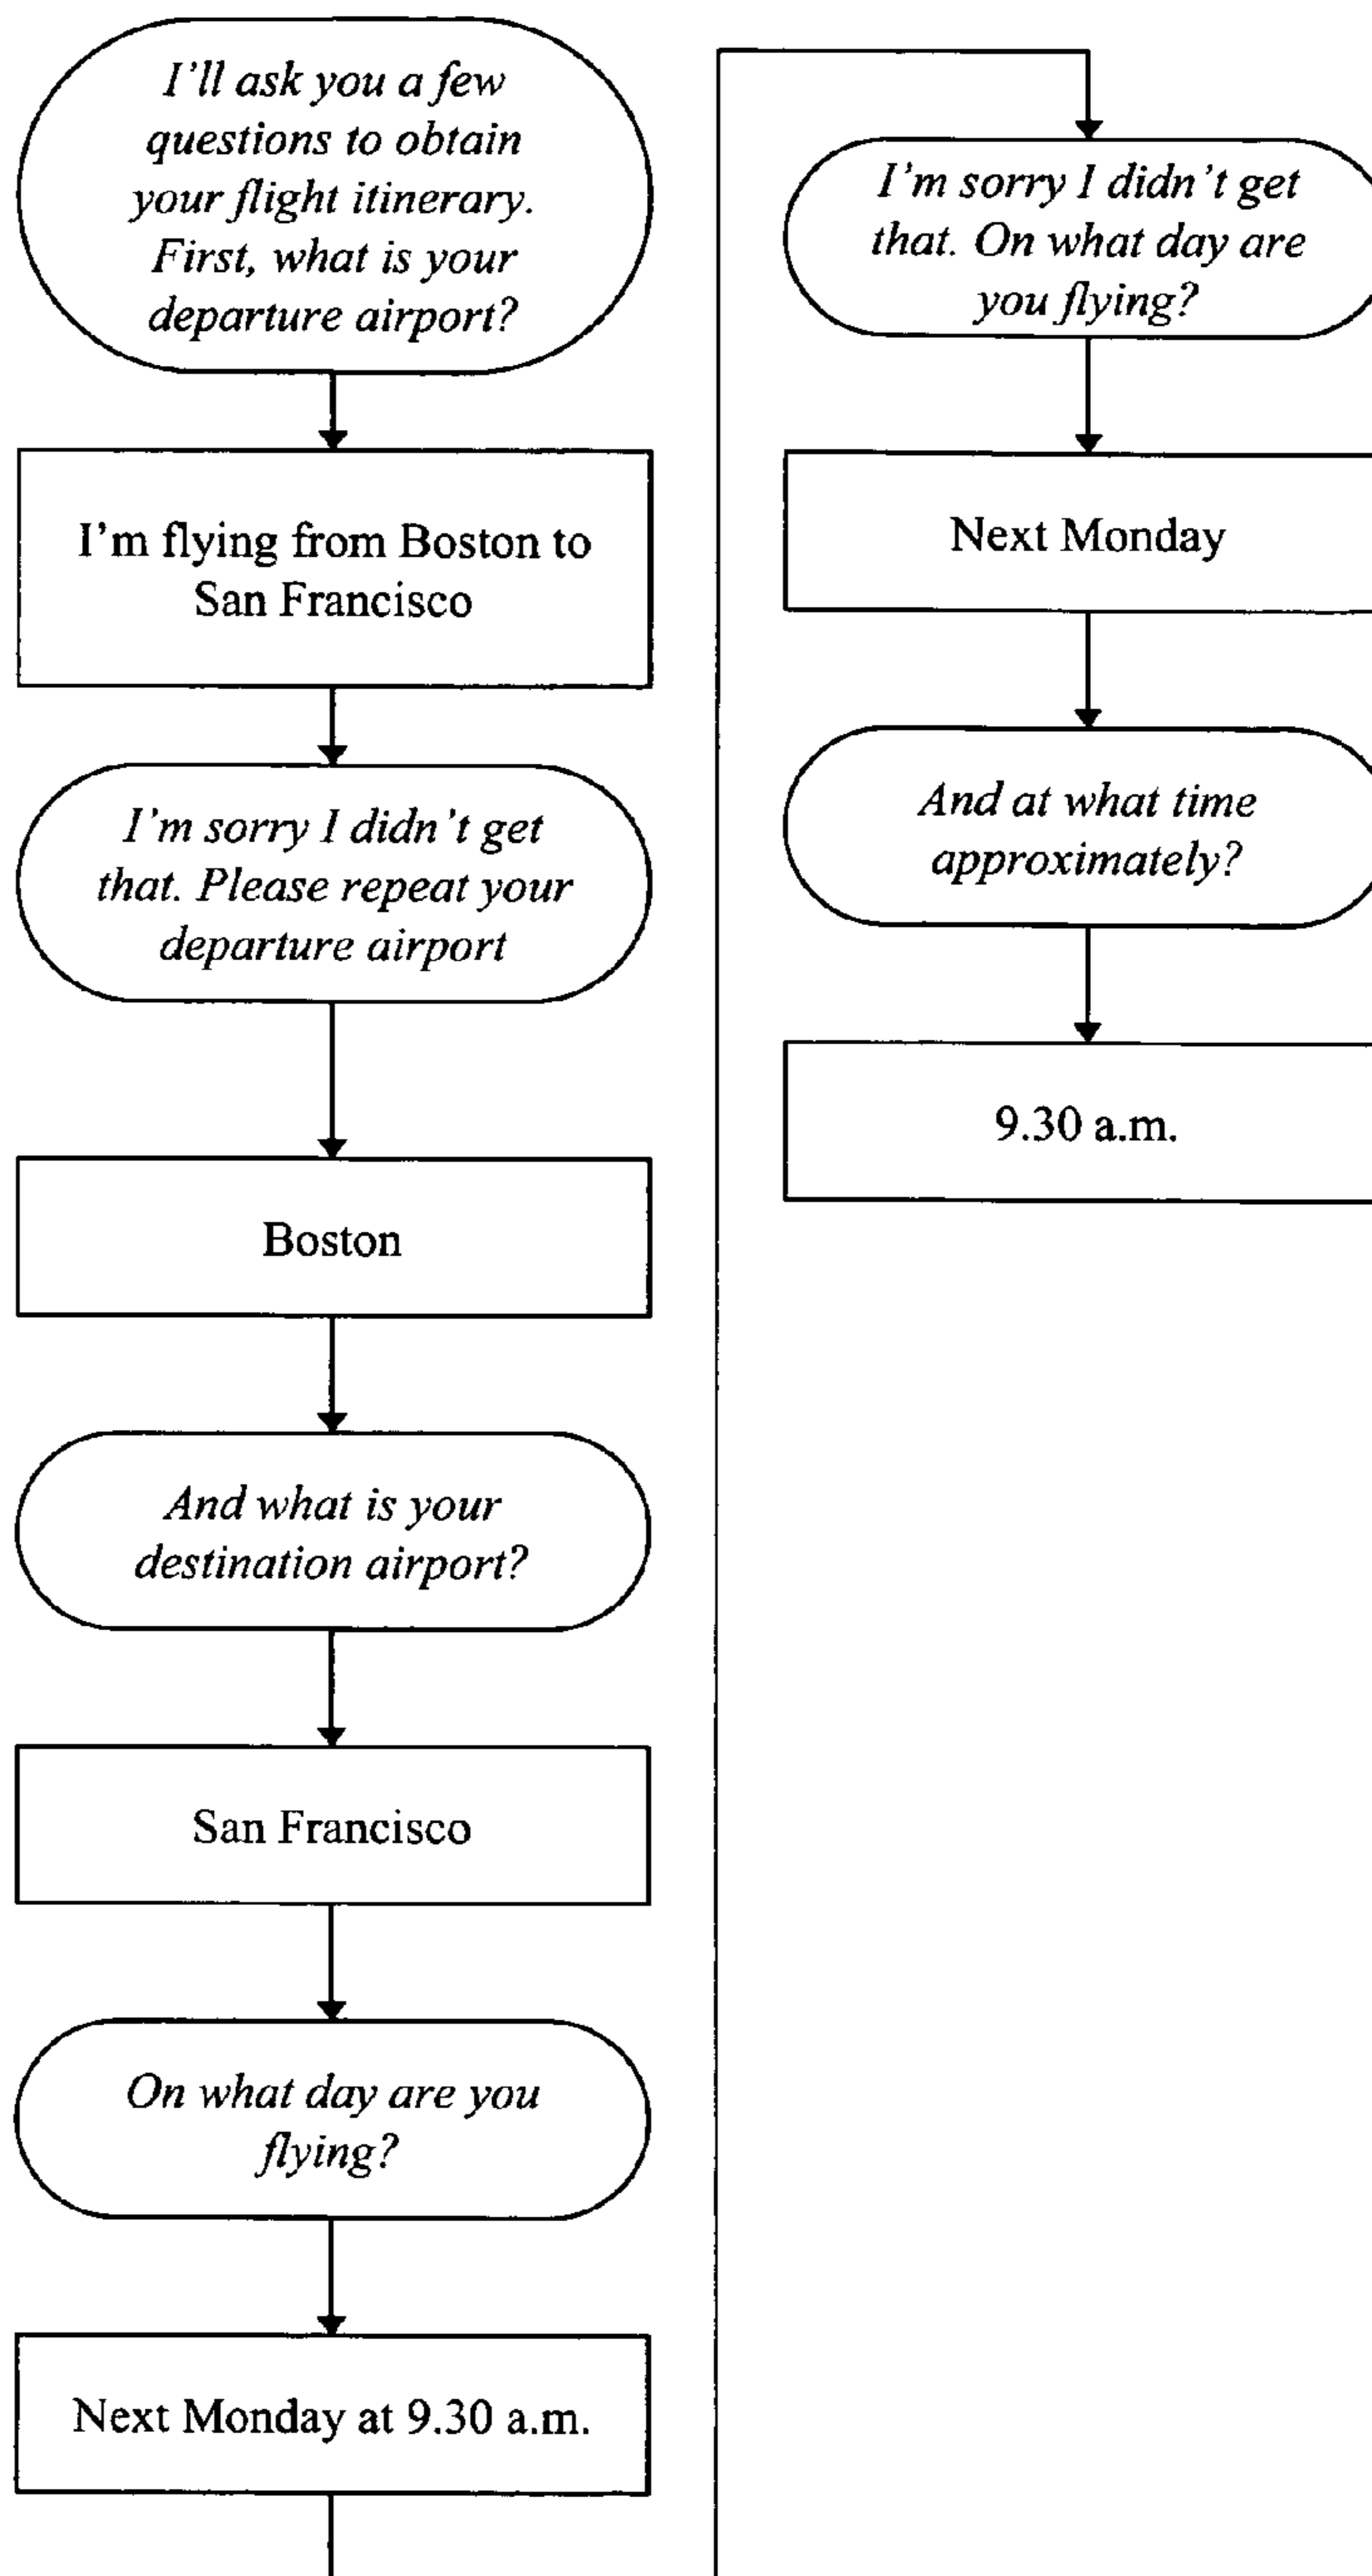 I'll ask you a few
questions to obtain
your flight itinerary.
First, what is your
departure airport?
I'm flying from Boston to
San Francisco
I'm sorry I didn't get
that. Please repeat your
departure airport
Boston
And what is your
destination airport?
San Francisco
On what day are you
flying?
Next Monday at 9.30 a.m.
I'm sorry I didn't get
that. On what day are
you flying?
Next Monday
And at what time
approximately?
9.30 a.m.